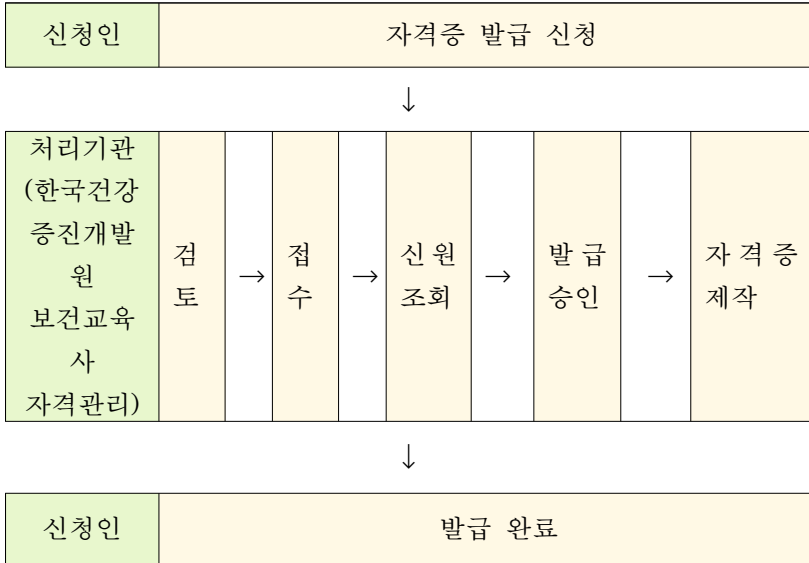 신청인 자격증 발급 신청
↓
처리기관
(한국건강
증진개발
원
보건교육
사
자격관리)
검
토
→
접
수
→
신 원
조회
→
발 급
승인
→
자 격 증
제작
↓
신청인 발급 완료